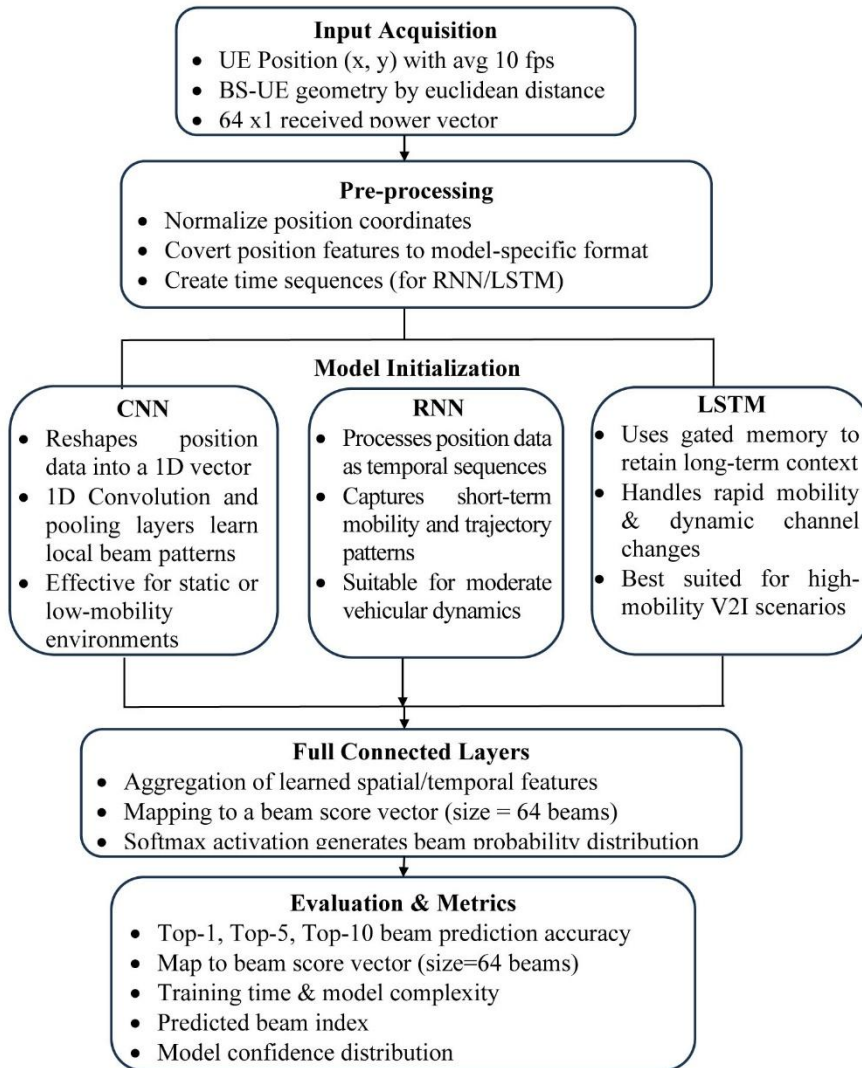 Input Acquisition
• UE Position (x, y) with avg 10 fps
• BS-UE geometry by euclidean distance
• 64 x1 received power vector
Pre-processing
• Normalize position coordinates
• Covert position features to model-specific format
• Create time sequences (for RNN/LSTM)
Model Initialization
CNN
• Reshapes position
data into a 1D vector
• 1D Convolution and
pooling layers learn
local beam patterns
• Effective for static or
low-mobility
environments
RNN
• Processes position data
as temporal sequences
• Captures short-term
mobility and trajectory
patterns
• Suitable for moderate
vehicular dynamics
LSTM
• Uses gated memory to
retain long-term context
• Handles rapid mobility
& dynamic channel
changes
• Best suited for high-
mobility V2I scenarios
Full Connected Layers
• Aggregation of learned spatial/temporal features
• Mapping to a beam score vector (size = 64 beams)
• Softmax activation generates beam probability distribution
Evaluation & Metrics
• Top-1, Top-5, Top-10 beam prediction accuracy
• Map to beam score vector (size=64 beams)
• Training time & model complexity
• Predicted beam index
• Model confidence distribution